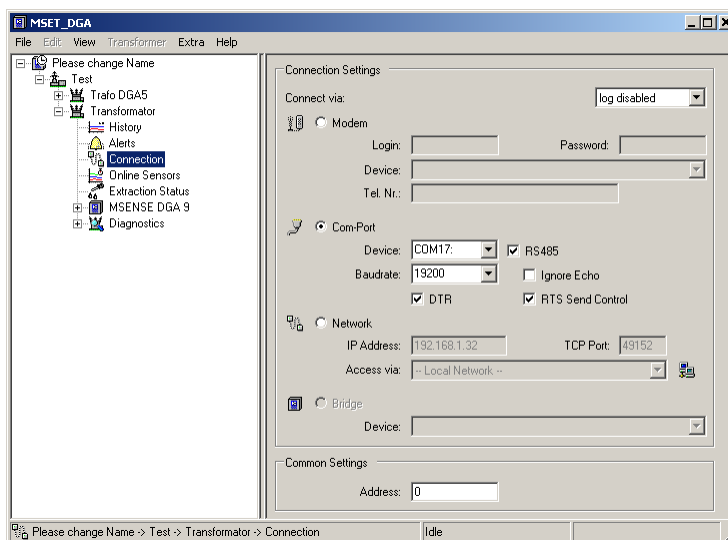 MSET_DGA
File Edit View Transformer Extra Help
Please change Name
Test
Trafo DGA5
Transformator
History
Alerts
Connection
Online Sensors
Extraction Status
MSENSE DGA 9
Diagnostics
Connection Settings
Connect via: log disabled
Modem
Login: Password:
Device:
Tel. Nr.:
Com-Port
Device: COM17: RS485
Baudrate: 19200 Ignore Echo
DTR RTS Send Control
Network
IP Address: 192.168.1.32 TCP Port: 49152
Access via: -- Local Network --
Bridge
Device:
Common Settings
Address: 0
Please change Name -> Test -> Transformator -> Connection Idle